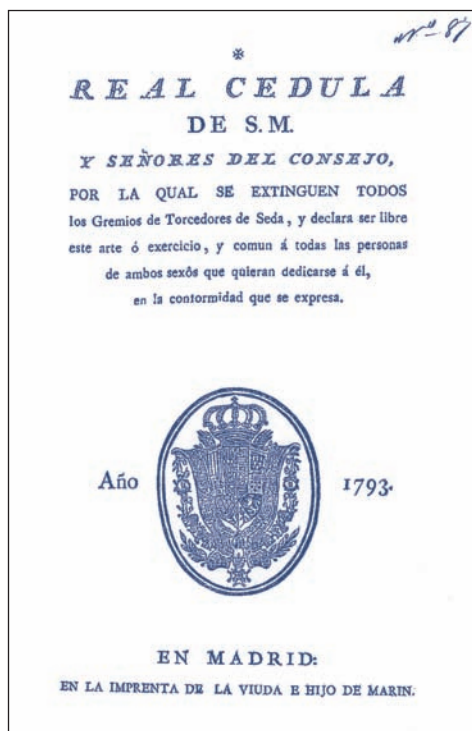 Nº 87
REAL CEDULA
DE S.M.
Y SEÑORES DEL CONSEJO,
POR LA QUAL SE EXTINGUEN TODOS
los Gremios de Torcedores de Seda, y declara ser libre
este arte ó exercicio, y comun á todas las personas
de ambos sexôs que quieran dedicarse á él,
en la conformidad que se expresa.
Año 1793.
EN MADRID:
EN LA IMPRENTA DE LA VIUDA E HIJO DE MARIN.